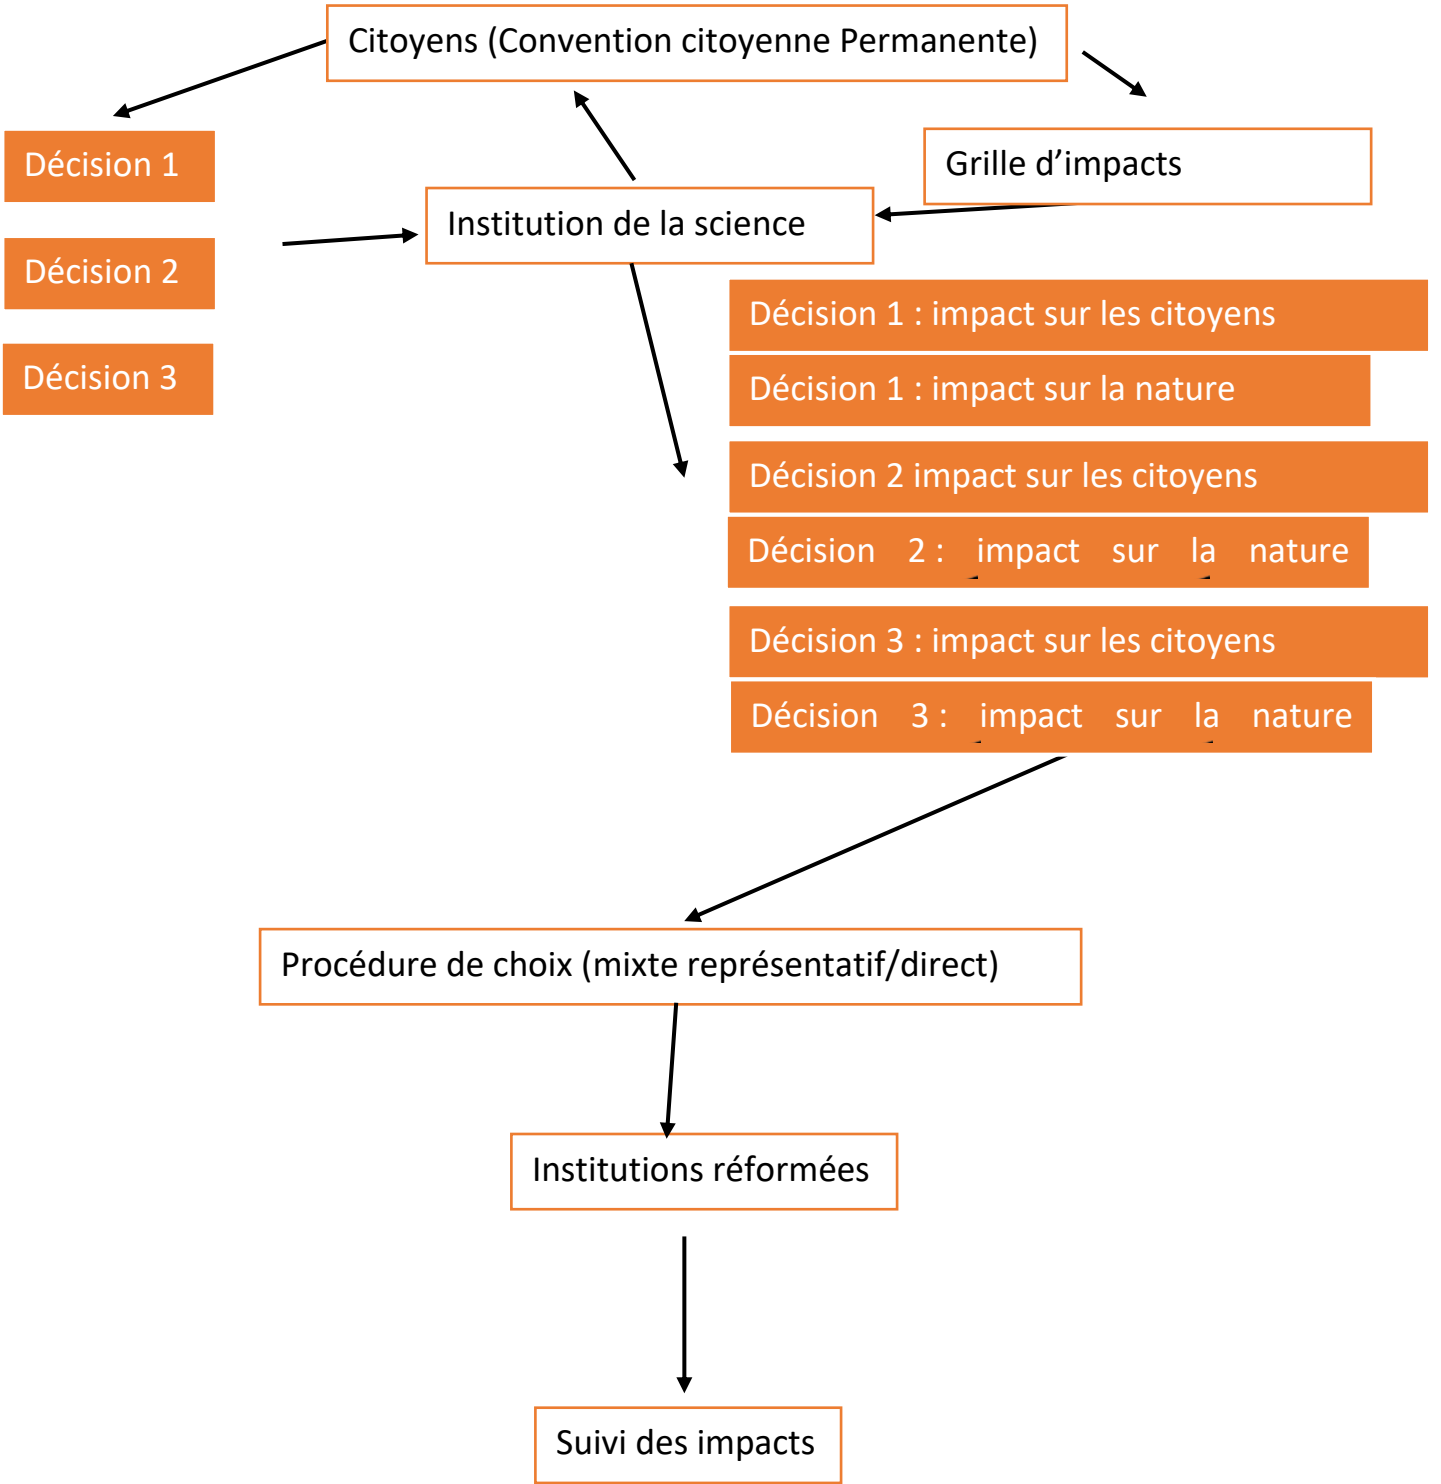 Citoyens (Convention citoyenne Permanente)
Décision 1
Grille d’impacts
Institution de la science
Décision 2
Décision 3
Décision 1 : impact sur les citoyens
Décision 1 : impact sur la nature
Décision 2 impact sur les citoyens
Décision 2 : impact sur la nature
Décision 3 : impact sur les citoyens
Décision 3 : impact sur la nature
Procédure de choix (mixte représentatif/direct)
Institutions réformées
Suivi des impacts